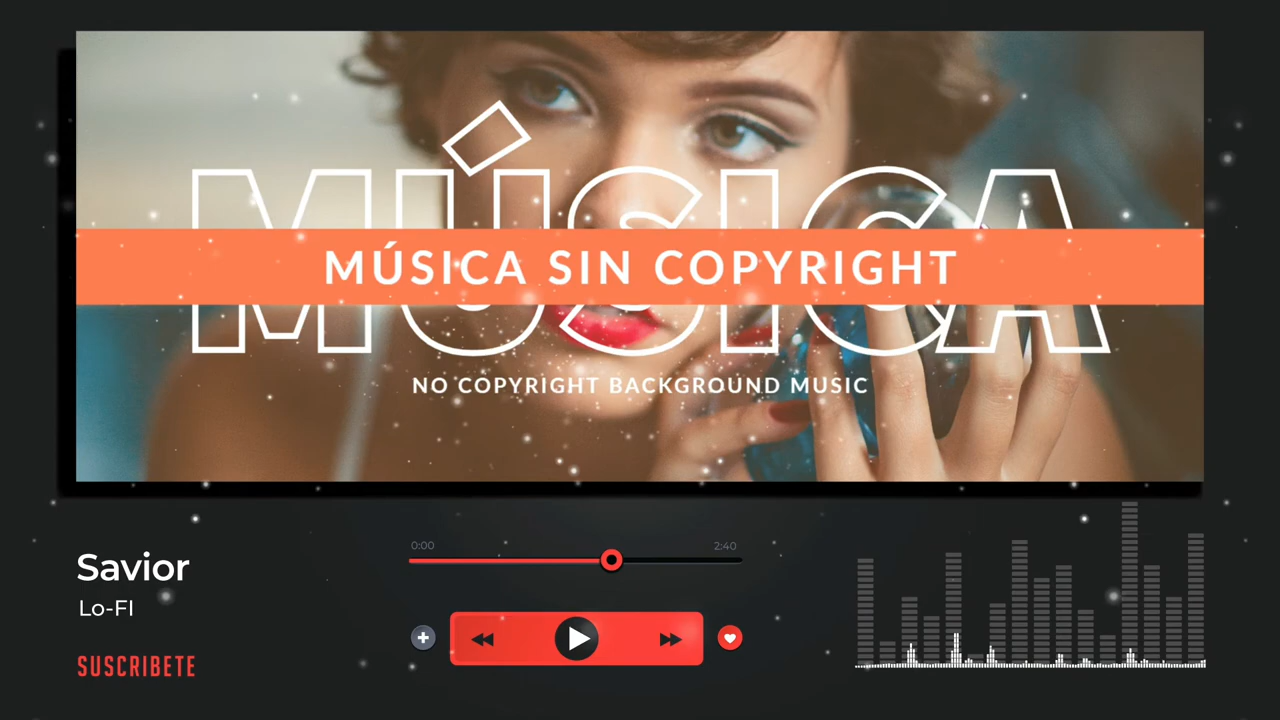 MÚSICA
MÚSICA SIN COPYRIGHT
NO COPYRIGHT BACKGROUND MUSIC
Savior
Lo-FI
SUSCRIBETE
0:00
2:40